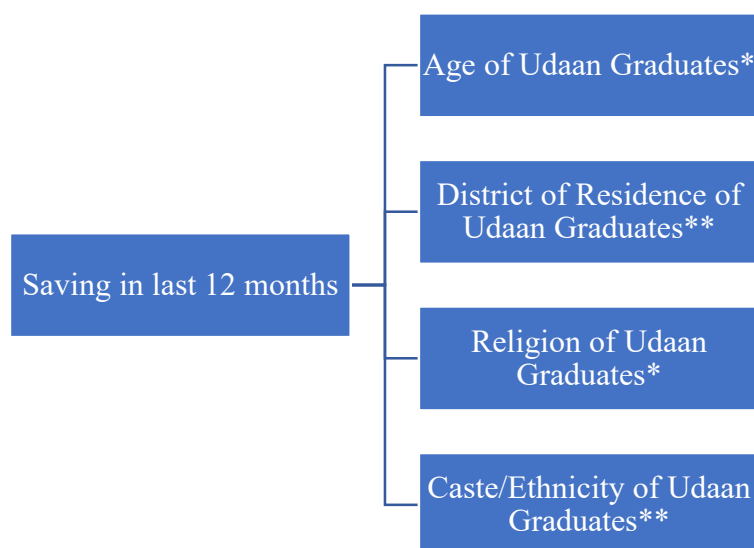 Age of Udaan Graduates*
District of Residence of
Udaan Graduates**
Saving in last 12 months
Religion of Udaan
Graduates*
Caste/Ethnicity of Udaan
Graduates**